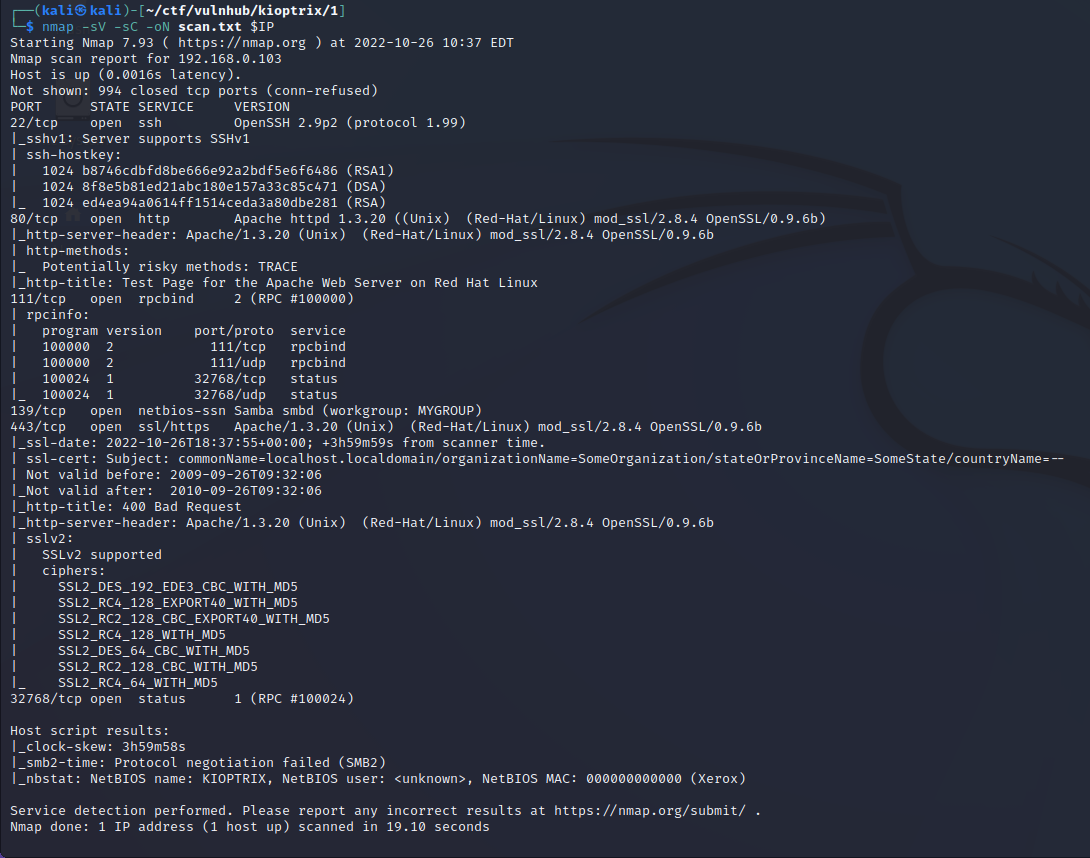 ┌──(kali㉿kali)-[~/ctf/vulnhub/kioptrix/1]
└─$ nmap -sV -sC -oN scan.txt $IP
Starting Nmap 7.93 ( https://nmap.org ) at 2022-10-26 10:37 EDT
Nmap scan report for 192.168.0.103
Host is up (0.0016s latency).
Not shown: 994 closed tcp ports (conn-refused)
PORT      STATE SERVICE     VERSION
22/tcp    open  ssh         OpenSSH 2.9p2 (protocol 1.99)
|_sshv1: Server supports SSHv1
| ssh-hostkey:
|   1024 b8746cdbfd8be666e92a2bdf5e6f6486 (RSA1)
|   1024 8f8e5b81ed21abc180e157a33c85c471 (DSA)
|_  1024 ed4ea94a0614ff1514ceda3a80dbe281 (RSA)
80/tcp    open  http        Apache httpd 1.3.20 ((Unix)  (Red-Hat/Linux) mod_ssl/2.8.4 OpenSSL/0.9.6b)
|_http-server-header: Apache/1.3.20 (Unix)  (Red-Hat/Linux) mod_ssl/2.8.4 OpenSSL/0.9.6b
| http-methods:
|_  Potentially risky methods: TRACE
|_http-title: Test Page for the Apache Web Server on Red Hat Linux
111/tcp   open  rpcbind     2 (RPC #100000)
| rpcinfo:
|   program version    port/proto  service
|   100000  2            111/tcp   rpcbind
|   100000  2            111/udp   rpcbind
|   100024  1          32768/tcp   status
|_  100024  1          32768/udp   status
139/tcp   open  netbios-ssn Samba smbd (workgroup: MYGROUP)
443/tcp   open  ssl/https   Apache/1.3.20 (Unix)  (Red-Hat/Linux) mod_ssl/2.8.4 OpenSSL/0.9.6b
|_ssl-date: 2022-10-26T18:37:55+00:00; +3h59m59s from scanner time.
| ssl-cert: Subject: commonName=localhost.localdomain/organizationName=SomeOrganization/stateOrProvinceName=SomeState/countryName=--
| Not valid before: 2009-09-26T09:32:06
|_Not valid after:  2010-09-26T09:32:06
|_http-title: 400 Bad Request
|_http-server-header: Apache/1.3.20 (Unix)  (Red-Hat/Linux) mod_ssl/2.8.4 OpenSSL/0.9.6b
| sslv2:
|   SSLv2 supported
|   ciphers:
|     SSL2_DES_192_EDE3_CBC_WITH_MD5
|     SSL2_RC4_128_EXPORT40_WITH_MD5
|     SSL2_RC2_128_CBC_EXPORT40_WITH_MD5
|     SSL2_RC4_128_WITH_MD5
|     SSL2_DES_64_CBC_WITH_MD5
|     SSL2_RC2_128_CBC_WITH_MD5
|_    SSL2_RC4_64_WITH_MD5
32768/tcp open  status      1 (RPC #100024)

Host script results:
|_clock-skew: 3h59m58s
|_smb2-time: Protocol negotiation failed (SMB2)
|_nbstat: NetBIOS name: KIOPTRIX, NetBIOS user: <unknown>, NetBIOS MAC: 000000000000 (Xerox)

Service detection performed. Please report any incorrect results at https://nmap.org/submit/ .
Nmap done: 1 IP address (1 host up) scanned in 19.10 seconds